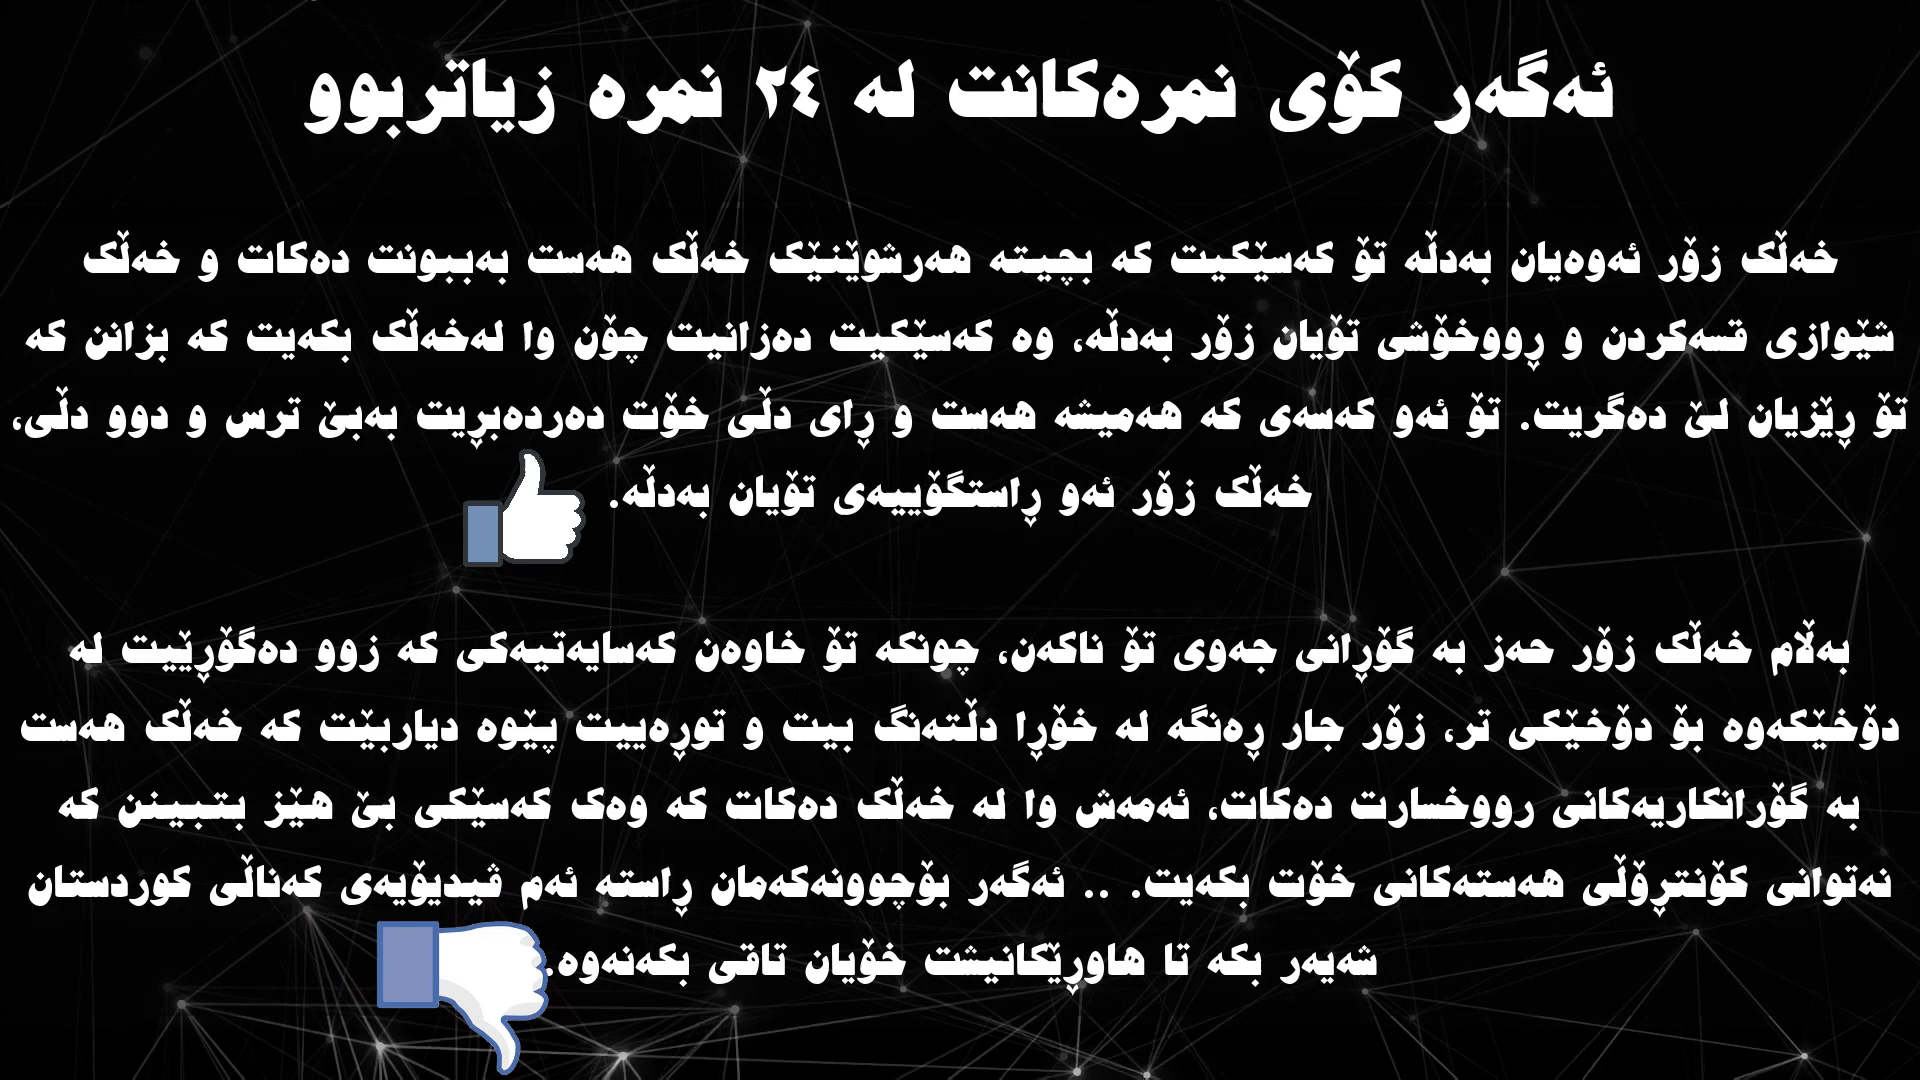 ئەگەر کۆی نمرەکانت لە ٢٤ نمرە زیاتربوو
خەڵک زۆر ئەوەیان بەدڵە تۆ کەسێکیت کە بچیتە هەرشوێنێک خەڵک هەست بەببونت دەکات و خەڵک
شێوازی قسەکردن و ڕووخۆشی تۆیان زۆر بەدڵە، وە کەسێکیت دەزانیت چۆن وا لەخەڵک بکەیت کە بزانن کە
تۆ ڕێزیان لێ دەگریت. تۆ ئەو کەسەی کە هەمیشە هەست و ڕای دڵی خۆت دەردەبڕیت بەبێ ترس و دوو دڵی،
خەڵک زۆر ئەو ڕاستگۆییەی تۆیان بەدڵە.
بەڵام خەڵک زۆر حەز بە گۆڕانی جەوی تۆ ناکەن، چونکە تۆ خاوەن کەسایەتیەکی کە زوو دەگۆڕێیت لە
دۆخێکەوە بۆ دۆخێکی تر، زۆر جار ڕەنگە لە خۆڕا دڵتەنگ بیت و توڕەییت پێوە دیاربێت کە خەڵک هەست
بە گۆرانکاریەکانی رووخسارت دەکات، ئەمەش وا لە خەڵک دەکات کە وەک کەسێکی بێ هێز بتبینن کە
نەتوانی کۆنترۆڵی هەستەکانی خۆت بکەیت. .. ئەگەر بۆچوونەکەمان ڕاستە ئەم ڤیدیۆیەی کەناڵی کوردستان
شەیەر بکە تا هاوڕێکانیشت خۆیان تاقی بکەنەوە.